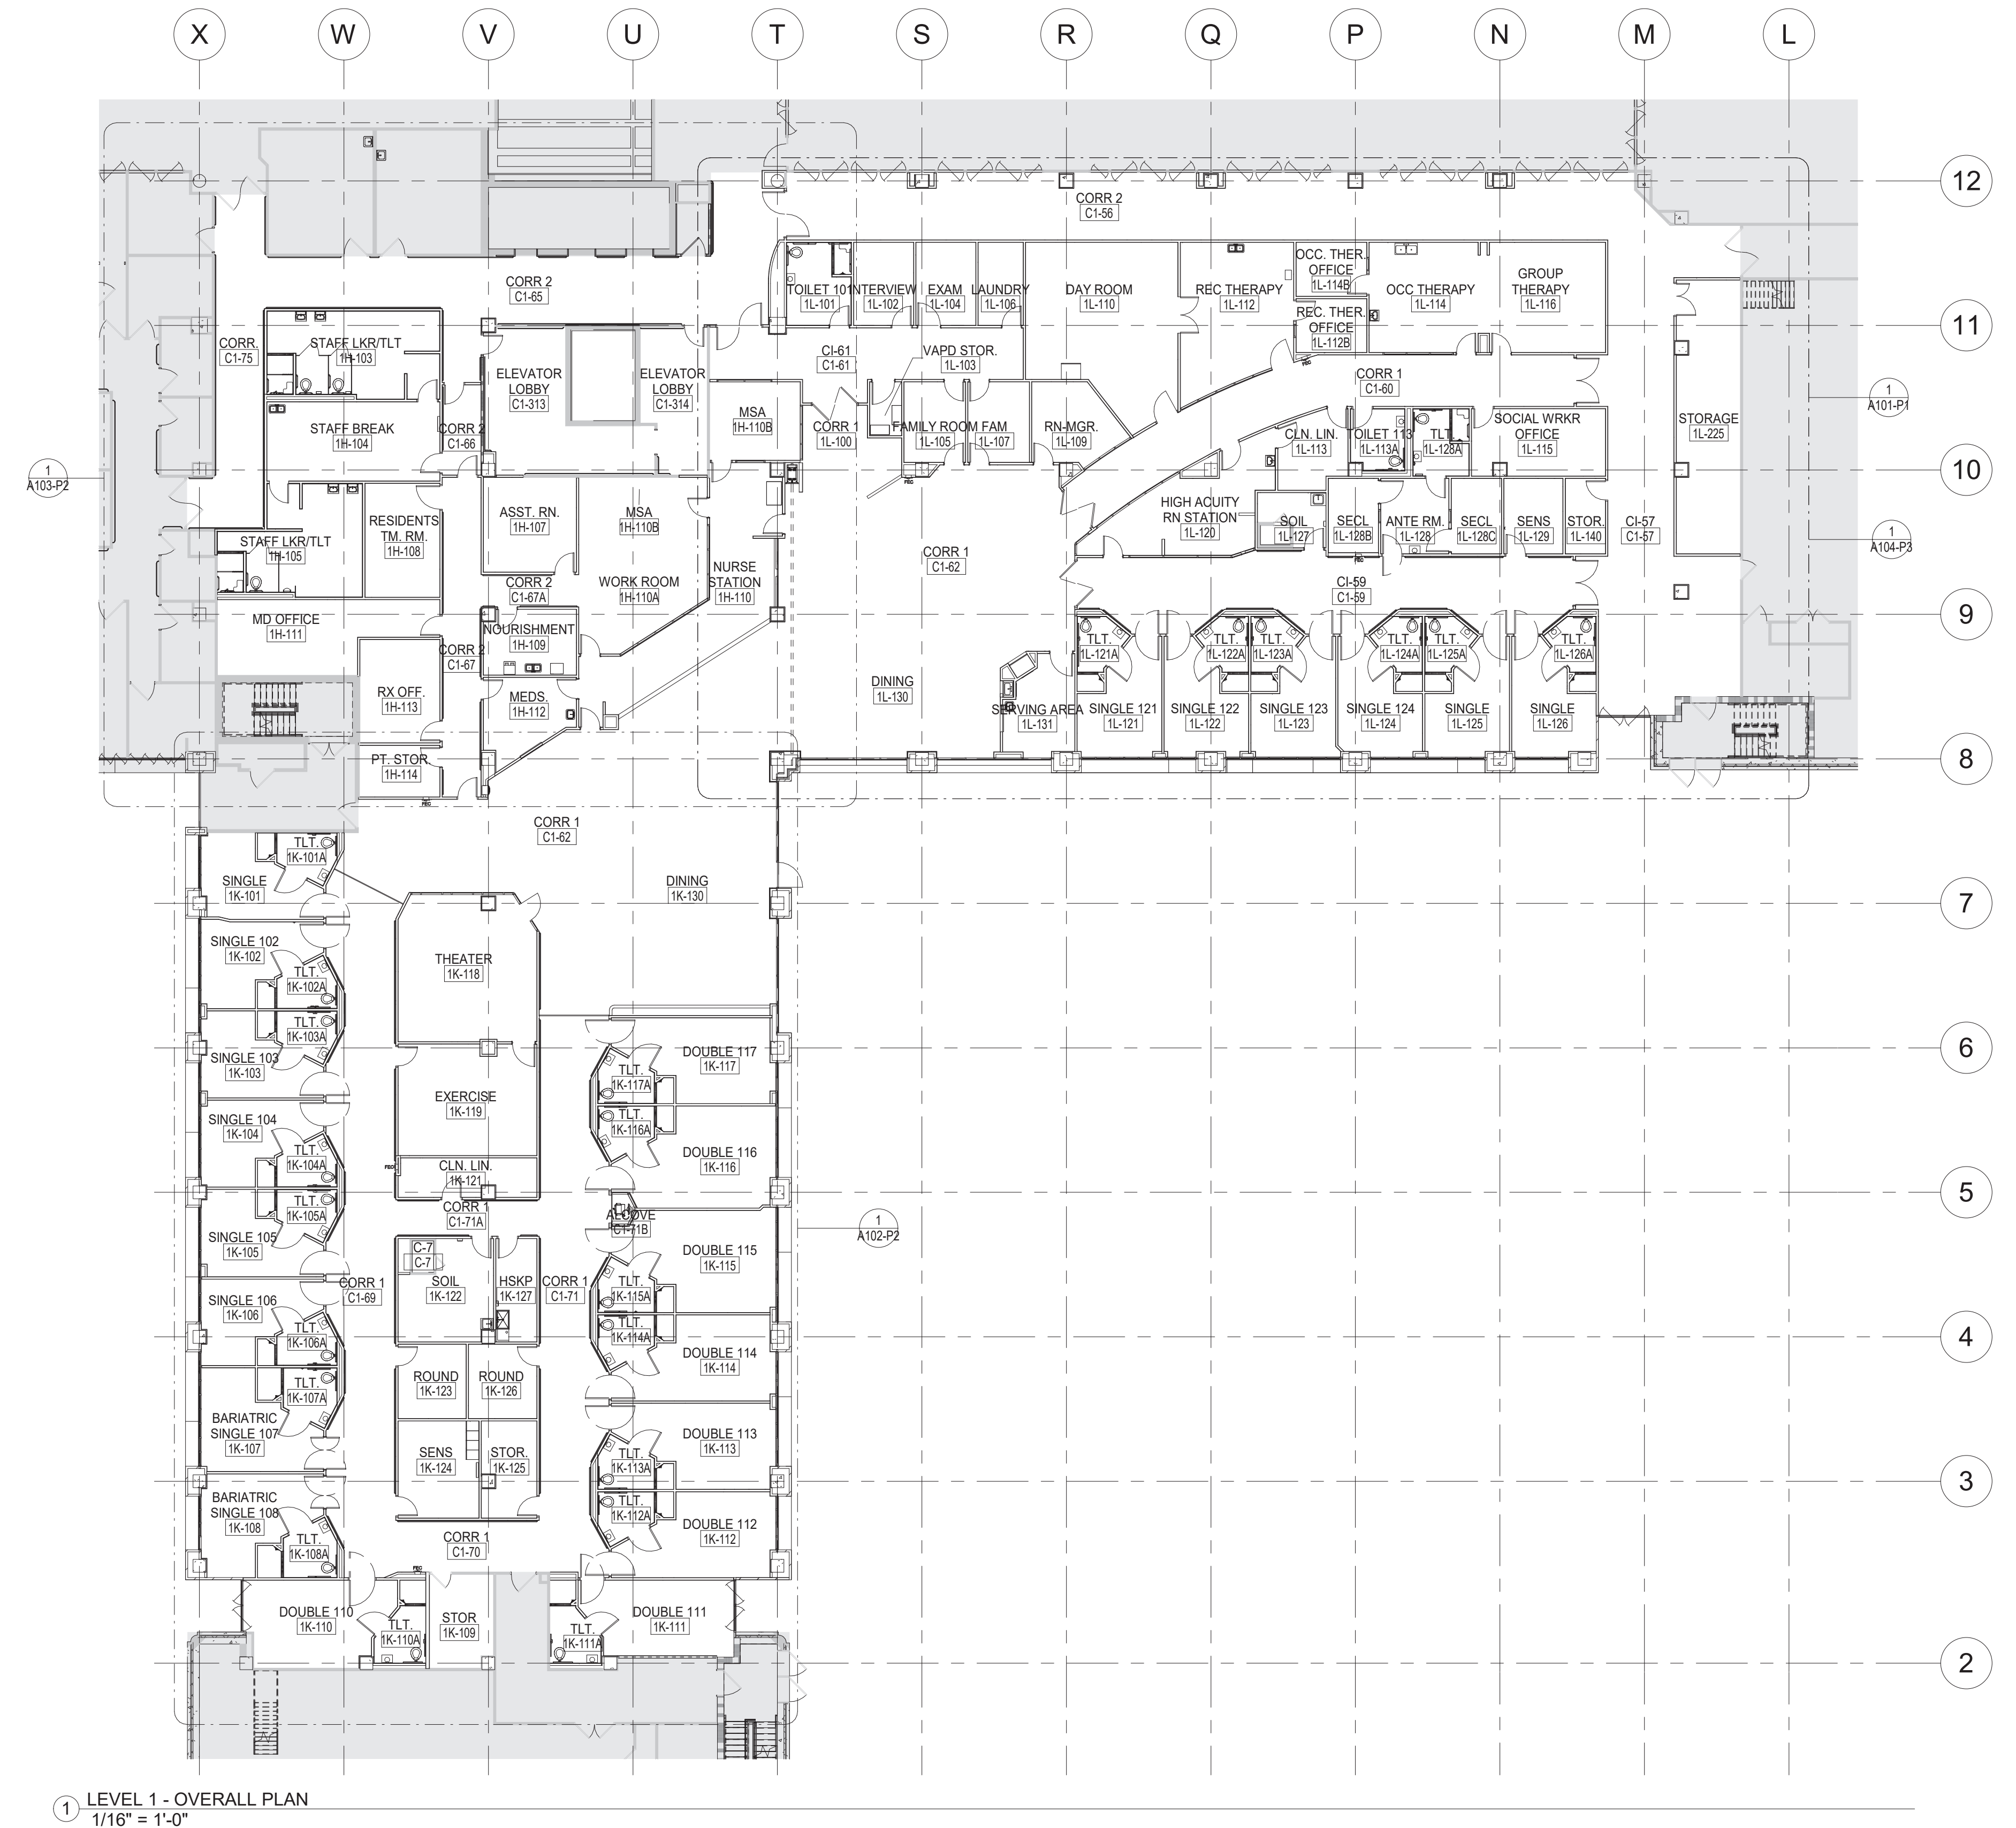 X W V U T S R Q P N M L
12
CORR 2
C1-56
CORR 2
C1-65
TOILET 101
1L-101
INTERVIEW
1L-102
EXAM
1L-104
LAUNDRY
1L-106
DAY ROOM
1L-110
REC THERAPY
1L-112
OCC. THER.
OFFICE
1L-114B
REC. THER.
OFFICE
1L-112B
OCC THERAPY
1L-114
GROUP
THERAPY
1L-116
11
CORR.
C1-75
STAFF LKR/TLT
1H-103
ELEVATOR
LOBBY
C1-313
ELEVATOR
LOBBY
C1-314
CI-61
C1-61
VAPD STOR.
1L-103
FEC
CORR 1
C1-60
1
A101-P1
STAFF BREAK
1H-104
CORR 2
C1-66
MSA
1H-110B
CORR 1
1L-100
FAMILY ROOM
1L-105
FAM
1L-107
RN-MGR.
1L-109
CLN. LIN.
1L-113
TOILET 113
1L-113A
TLT.
1L-128A
SOCIAL WRKR
OFFICE
1L-115
STORAGE
1L-225
10
1
A103-P2
FEC
STAFF LKR/TLT
1H-105
RESIDENTS
TM. RM.
1H-108
ASST. RN.
1H-107
MSA
1H-110B
HIGH ACUITY
RN STATION
1L-120
SOIL
1L-127
SECL
1L-128B
ANTE RM.
1L-128
SECL
1L-128C
SENS
1L-129
STOR.
1L-140
CI-57
C1-57
1
A104-P3
CORR 1
C1-62
FEC
CORR 2
C1-67A
WORK ROOM
1H-110A
NURSE
STATION
1H-110
CI-59
C1-59
9
MD OFFICE
1H-111
NOURISHMENT
1H-109
CORR 2
C1-67
TLT.
1L-121A
TLT.
1L-122A
TLT.
1L-123A
TLT.
1L-124A
TLT.
1L-125A
TLT.
1L-126A
RX OFF.
1H-113
MEDS.
1H-112
DINING
1L-130
SERVING AREA
1L-131
SINGLE 121
1L-121
SINGLE 122
1L-122
SINGLE 123
1L-123
SINGLE 124
1L-124
SINGLE
1L-125
SINGLE
1L-126
PT. STOR.
1H-114
FEC
8
CORR 1
C1-62
TLT.
1K-101A
SINGLE
1K-101
DINING
1K-130
7
SINGLE 102
1K-102
TLT.
1K-102A
THEATER
1K-118
TLT.
1K-103A
SINGLE 103
1K-103
DOUBLE 117
1K-117
6
TLT.
1K-117A
EXERCISE
1K-119
SINGLE 104
1K-104
TLT.
1K-116A
TLT.
1K-104A
DOUBLE 116
1K-116
FEC
CLN. LIN.
1K-121
5
TLT.
1K-105A
CORR 1
C1-71A
ALCOVE
C1-71B
1
A102-P2
SINGLE 105
1K-105
C-7
C-7
DOUBLE 115
1K-115
CORR 1
C1-69
SOIL
1K-122
HSKP
1K-127
CORR 1
C1-71
TLT.
1K-115A
SINGLE 106
1K-106
TLT.
1K-106A
TLT.
1K-114A
4
DOUBLE 114
1K-114
TLT.
1K-107A
ROUND
1K-123
ROUND
1K-126
BARIATRIC
SINGLE 107
1K-107
DOUBLE 113
1K-113
SENS
1K-124
STOR.
1K-125
TLT.
1K-113A
3
BARIATRIC
SINGLE 108
1K-108
TLT.
1K-112A
DOUBLE 112
1K-112
TLT.
1K-108A
CORR 1
C1-70
FEC
DOUBLE 110
1K-110
TLT.
1K-110A
STOR
1K-109
TLT.
1K-111A
DOUBLE 111
1K-111
2
1
LEVEL 1 - OVERALL PLAN
1/16" = 1'-0"